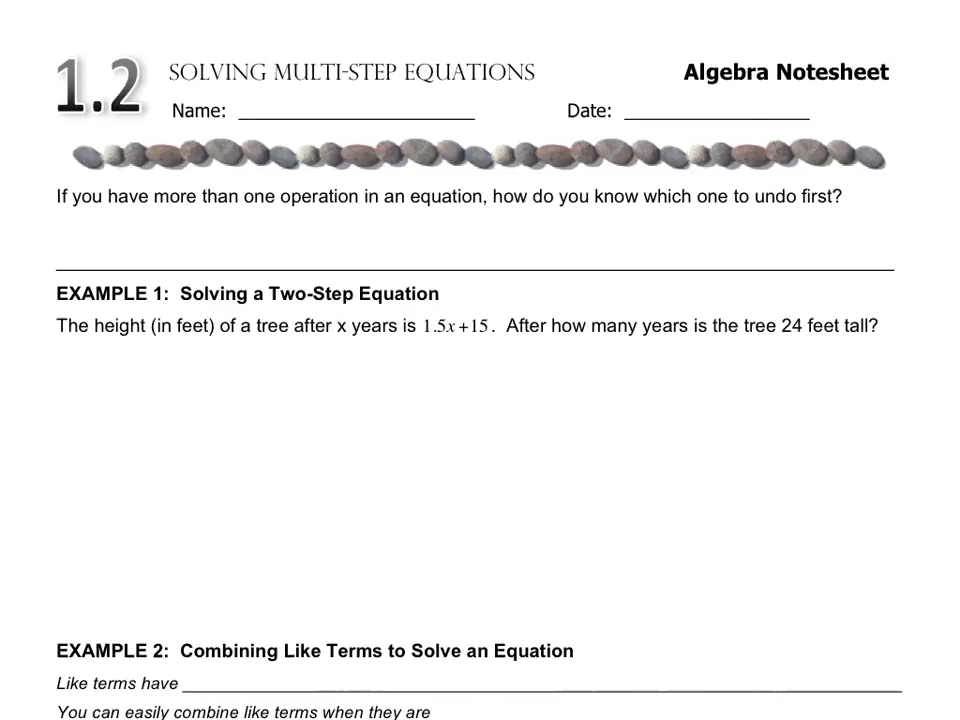 1.2 SOLVING MULTI-STEP EQUATIONS Algebra Notesheet
Name: ____________________ Date: ________________
If you have more than one operation in an equation, how do you know which one to undo first?
EXAMPLE 1: Solving a Two-Step Equation
The height (in feet) of a tree after x years is 1.5x+15. After how many years is the tree 24 feet tall?
EXAMPLE 2: Combining Like Terms to Solve an Equation
Like terms have ____________________
You can easily combine like terms when they are